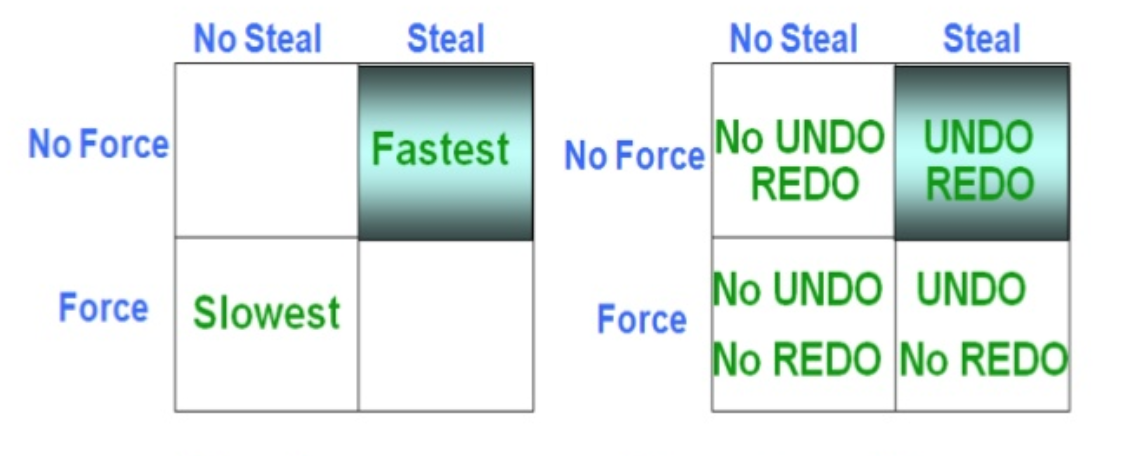 No Steal Steal
No Force Fastest
Force Slowest
No Steal Steal
No Force
No UNDO UNDO
REDO REDO
Force
No UNDO UNDO
No REDO No REDO